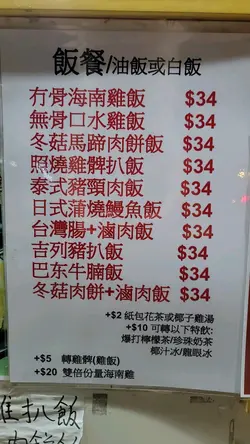 飯餐/油飯或白飯
冇骨海南雞飯 $34
無骨口水雞飯 $34
冬菇馬蹄肉餅飯 $34
照燒雞髀扒飯 $34
泰式豬頸肉飯 $34
日式蒲燒鰻魚飯 $34
台灣腸+滷肉飯 $34
吉列豬扒飯 $34
巴东牛腩飯 $34
冬菇肉餅+滷肉飯 $34
+$2 紙包花茶或椰子雞湯
+$10 可轉以下特飲:
爆打檸檬茶/珍珠奶茶
椰汁冰/龍眼冰
+$5 轉雞髀(雞飯)
+$20 雙倍份量海南雞
扒飯